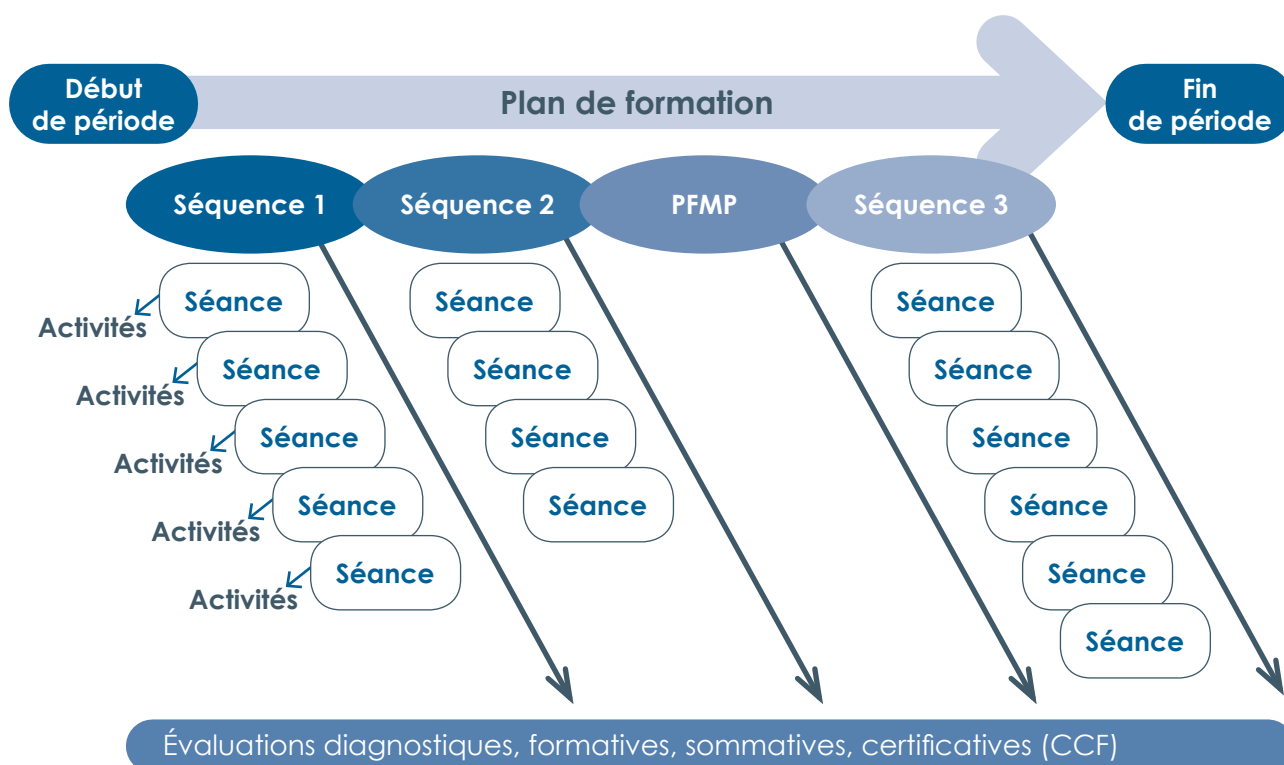 Début
de période
Plan de formation
Fin
de période
Séquence 1
Séquence 2
PFMP
Séquence 3
Séance
Séance
Séance
Activités
Séance
Séance
Séance
Activités
Séance
Séance
Séance
Activités
Séance
Séance
Séance
Activités
Séance
Séance
Activités
Séance
Évaluations diagnostiques, formatives, sommatives, certificatives (CCF)